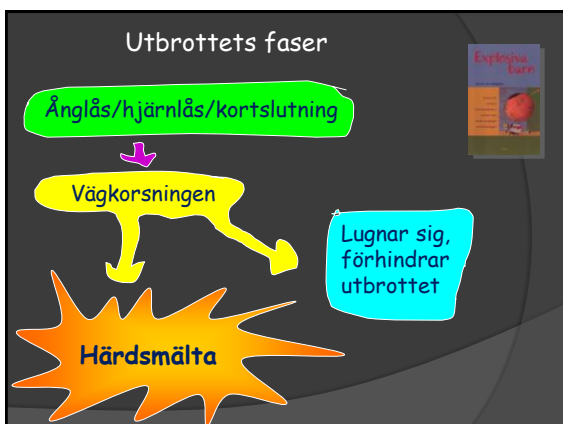 Utbrottets faser
Explosiva
barn
Ånglås/hjärnlås/kortslutning
Vägkorsningen
Lugnar sig,
förhindrar
utbrottet
Härdsmälta